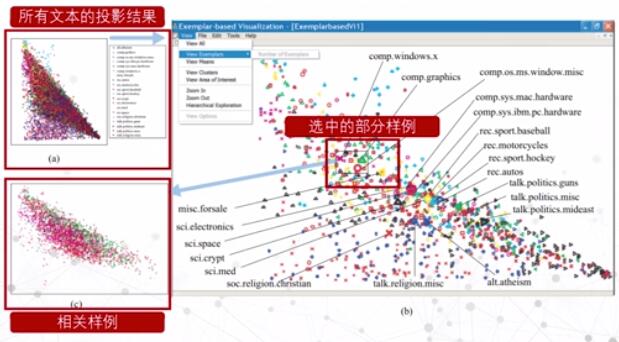 所有文本的投影结果
Exemplar-based Visualization - [ExemplarbasedVi1]
View Edit Tools Help
View All
View Exemplars
Number of Exemplars
View Means
View Clusters
View Area of Interest
Zoom In
Zoom Out
Hierarchical Exploration
View Options
comp.windows.x
comp.graphics
comp.os.ms.window.misc
comp.sys.mac.hardware
comp.sys.ibm.pc.hardware
选中的部分样例
rec.sport.baseball
rec.motorcycles
rec.sport.hockey
rec.autos
talk.politics.guns
talk.politics.misc
talk.politics.mideast
(a)
misc.forsale
sci.electronics
sci.space
sci.crypt
sci.med
soc.religion.christian
talk.religion.misc
alt.atheism
(c)
(b)
相关样例